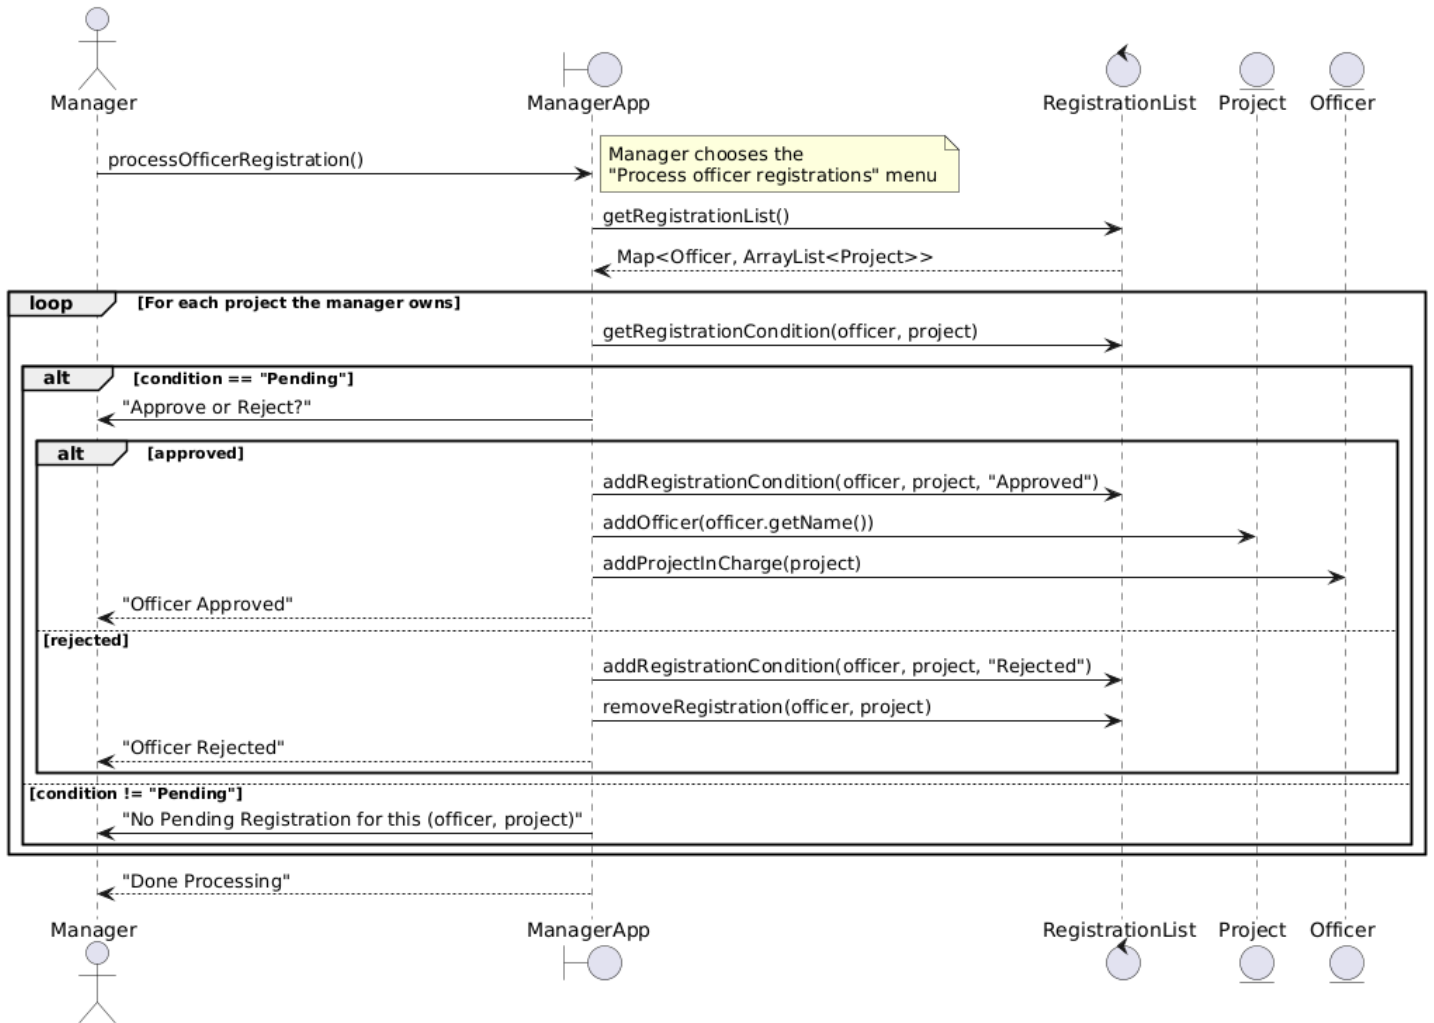 Manager
ManagerApp
RegistrationList
Project
Officer
processOfficerRegistration()
Manager chooses the
"Process officer registrations" menu
getRegistrationList()
Map<Officer, ArrayList<Project>>
loop
[For each project the manager owns]
getRegistrationCondition(officer, project)
alt
[condition == "Pending"]
"Approve or Reject?"
alt
[approved]
addRegistrationCondition(officer, project, "Approved")
addOfficer(officer.getName())
addProjectInCharge(project)
"Officer Approved"
[rejected]
addRegistrationCondition(officer, project, "Rejected")
removeRegistration(officer, project)
"Officer Rejected"
[condition != "Pending"]
"No Pending Registration for this (officer, project)"
"Done Processing"
Manager
ManagerApp
RegistrationList
Project
Officer